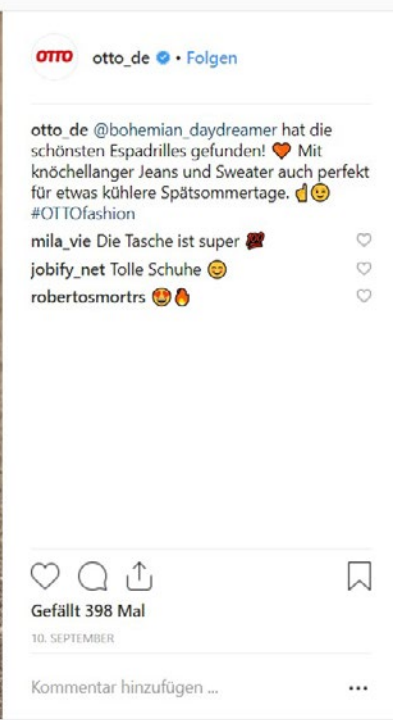 OTTO otto_de • Folgen
otto_de @bohemian_daydreamer hat die
schönsten Espadrilles gefunden! 🧡 Mit
knöchellanger Jeans und Sweater auch perfekt
für etwas kühlere Spätsommertage. ☝😉
#OTTOfashion
mila_vie Die Tasche ist super 💯
jobify_net Tolle Schuhe 😊
robertosmortrs 😍🔥
Gefällt 398 Mal
10. SEPTEMBER
Kommentar hinzufügen ...